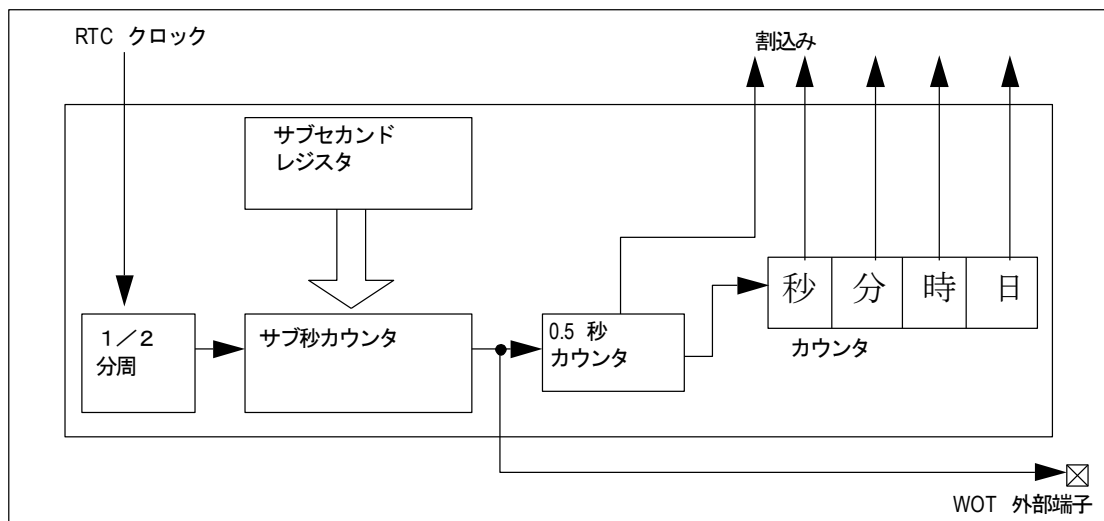 RTC クロック
割込み
サブセカンド
レジスタ
秒 分 時 日
1／2
分周
サブ秒カウンタ
0.5 秒
カウンタ
カウンタ
WOT 外部端子